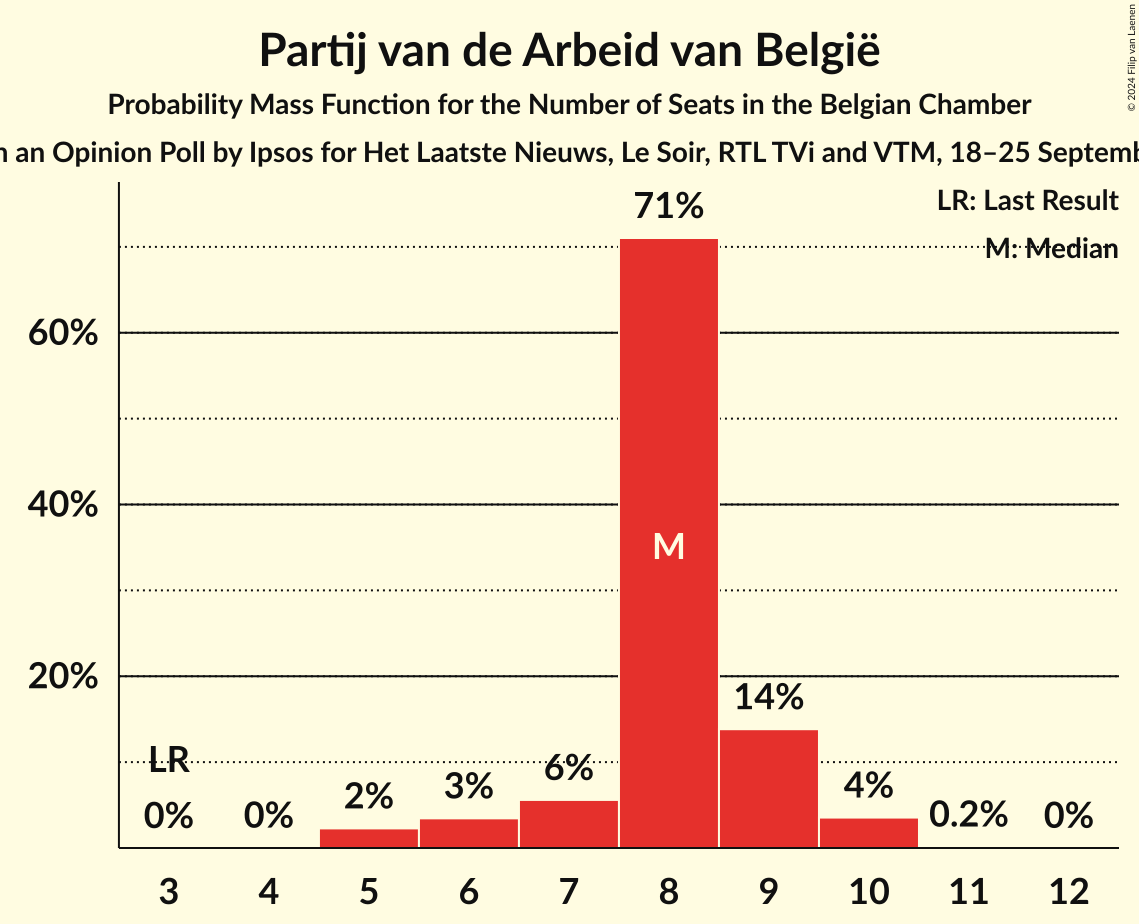 © 2024 Filip van Laenen
Partij van de Arbeid van België
Probability Mass Function for the Number of Seats in the Belgian Chamber
an Opinion Poll by Ipsos for Het Laatste Nieuws, Le Soir, RTL TVi and VTM, 18–25
LR: Last Result
M: Median
71%
60%
40%
M
20%
14%
LR
6%
3%
4%
2%
0%
0%
0.2%
0%
3 4 5 6 7 8 9 10 11 12